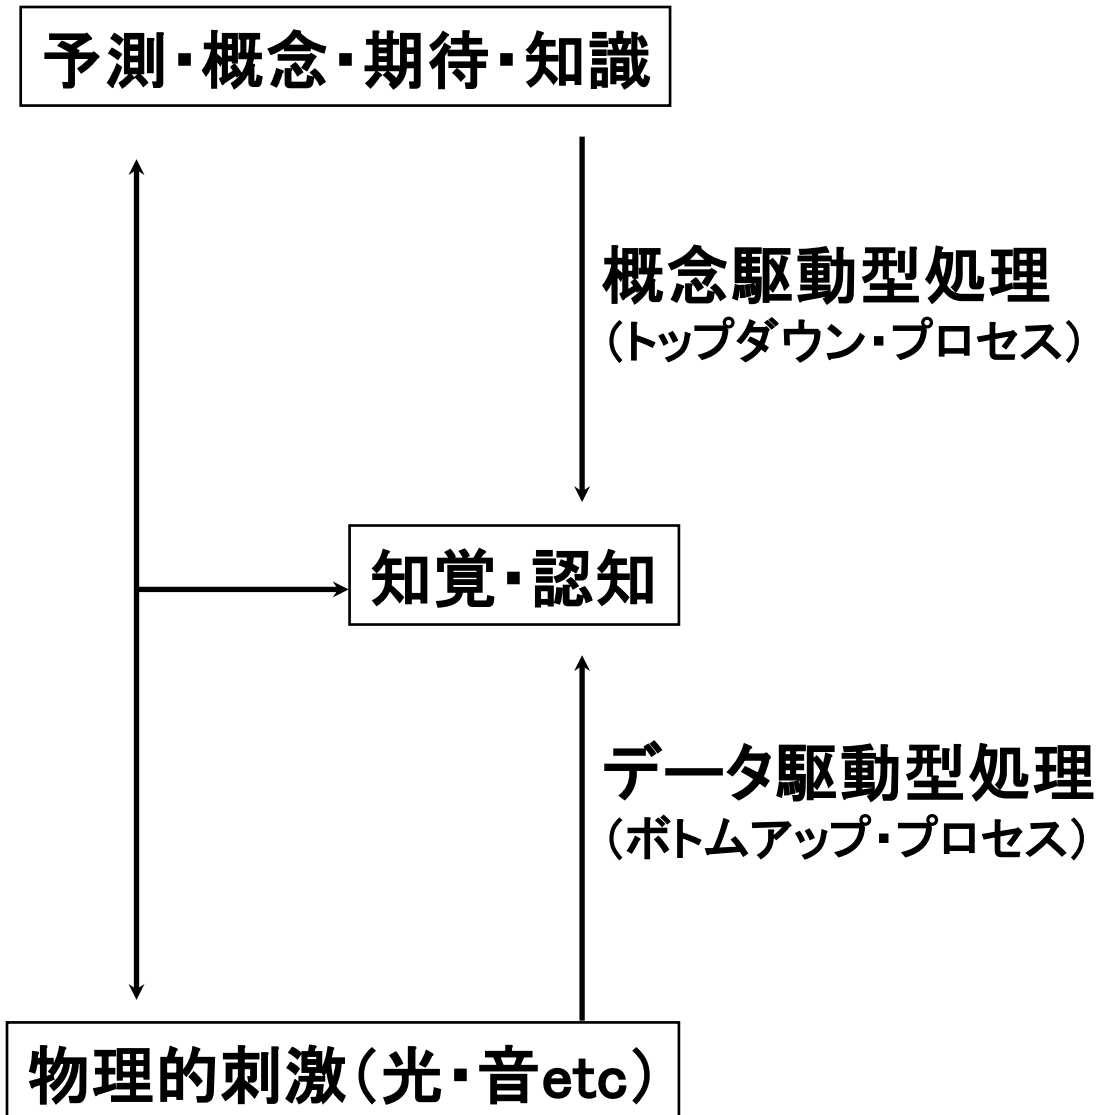 予測・概念・期待・知識
概念駆動型処理
（トップダウン・プロセス）
知覚・認知
データ駆動型処理
（ボトムアップ・プロセス）
物理的刺激（光・音etc）